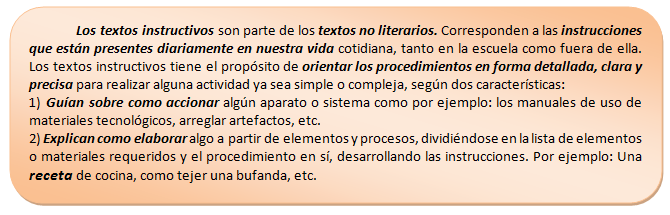 Los textos instructivos son parte de los textos no literarios. Corresponden a las instrucciones
que están presentes diariamente en nuestra vida cotidiana, tanto en la escuela como fuera de ella.
Los textos instructivos tiene el propósito de orientar los procedimientos en forma detallada, clara y
precisa para realizar alguna actividad ya sea simple o compleja, según dos características:
1) Guían sobre como accionar algún aparato o sistema como por ejemplo: los manuales de uso de
materiales tecnológicos, arreglar artefactos, etc.
2) Explican como elaborar algo a partir de elementos y procesos, dividiéndose en la lista de elementos
o materiales requeridos y el procedimiento en sí, desarrollando las instrucciones. Por ejemplo: Una
receta de cocina, como tejer una bufanda, etc.